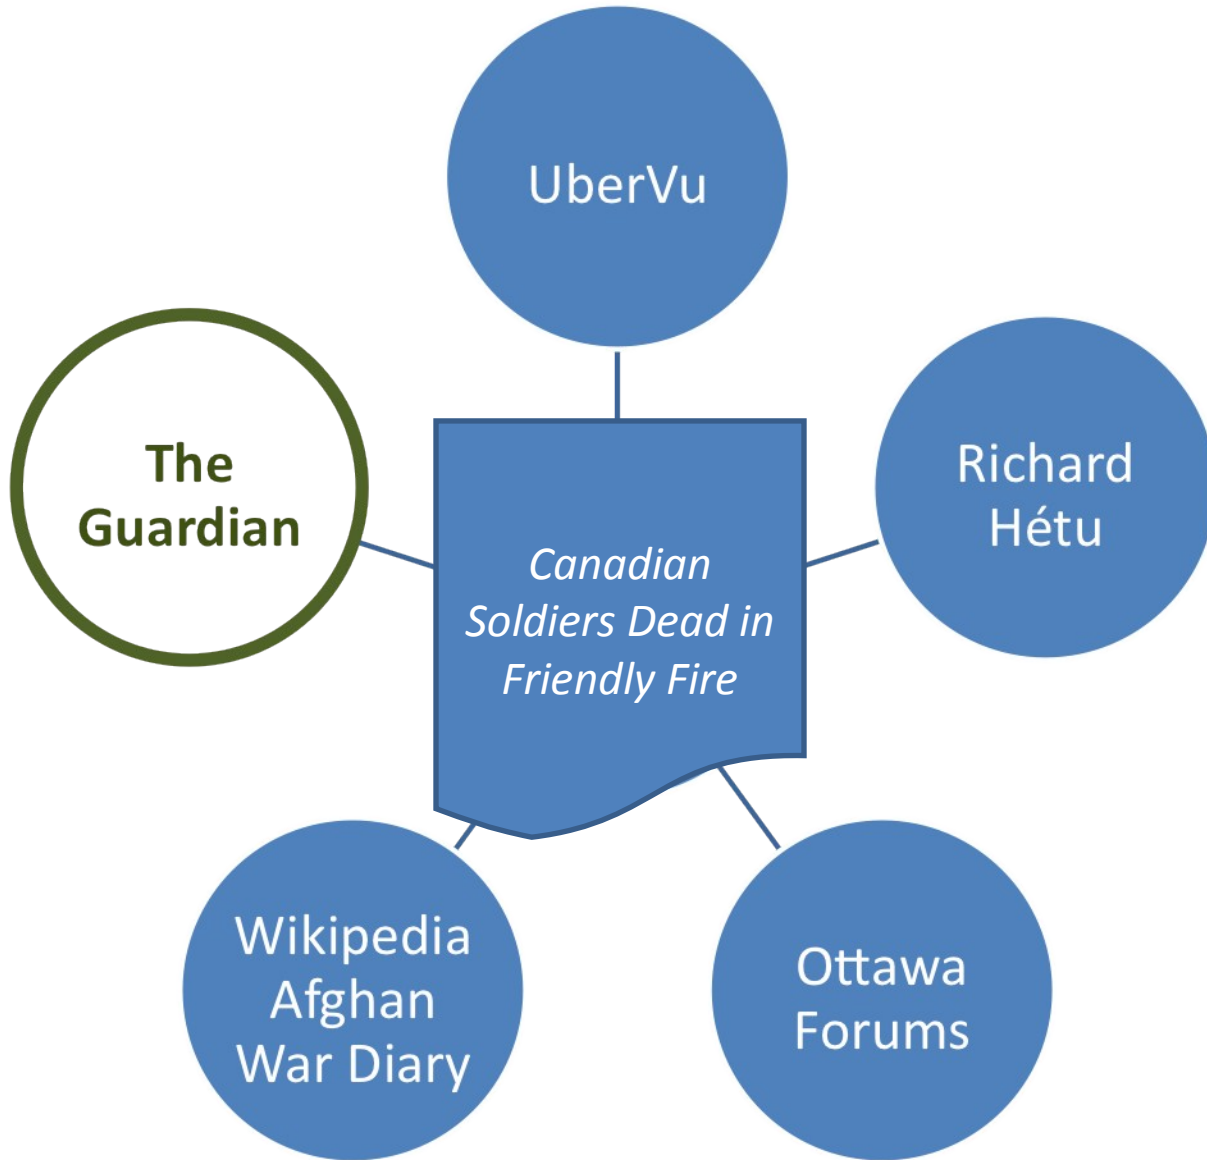 UberVu
The
Guardian
Richard
Hétu
Canadian
Soldiers Dead in
Friendly Fire
Wikipedia
Afghan
War Diary
Ottawa
Forums